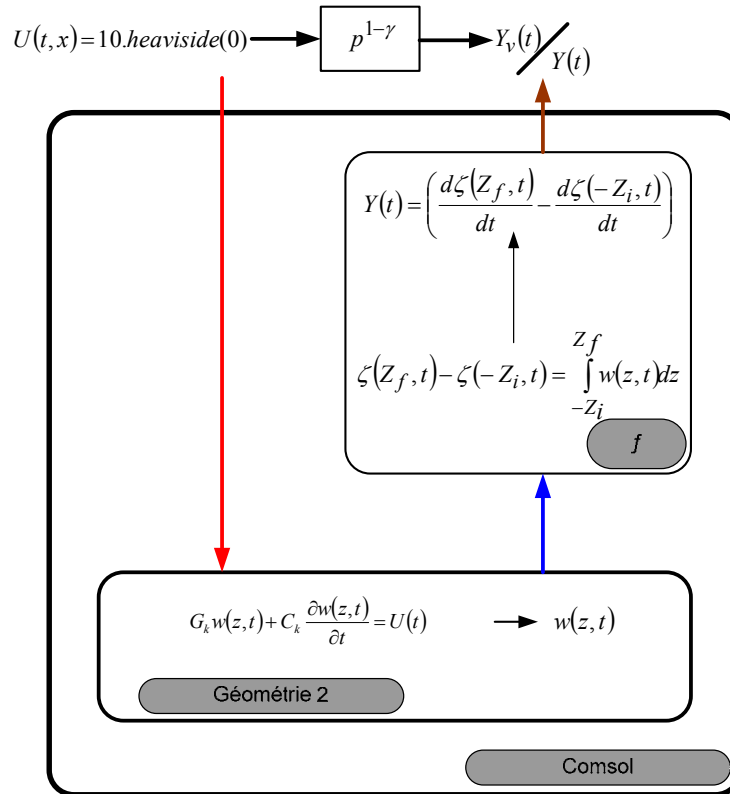 U(t, x) = 10.heaviside(0)
p^{1-γ}
Y_v(t) / Y(t)
Y(t) = ( dζ(Z_f, t)/dt - dζ(-Z_i, t)/dt )
ζ(Z_f, t) - ζ(-Z_i, t) = ∫_{-Z_i}^{Z_f} w(z, t)dz
f
G_k w(z, t) + C_k ∂w(z, t)/∂t = U(t)
w(z, t)
Géométrie 2
Comsol